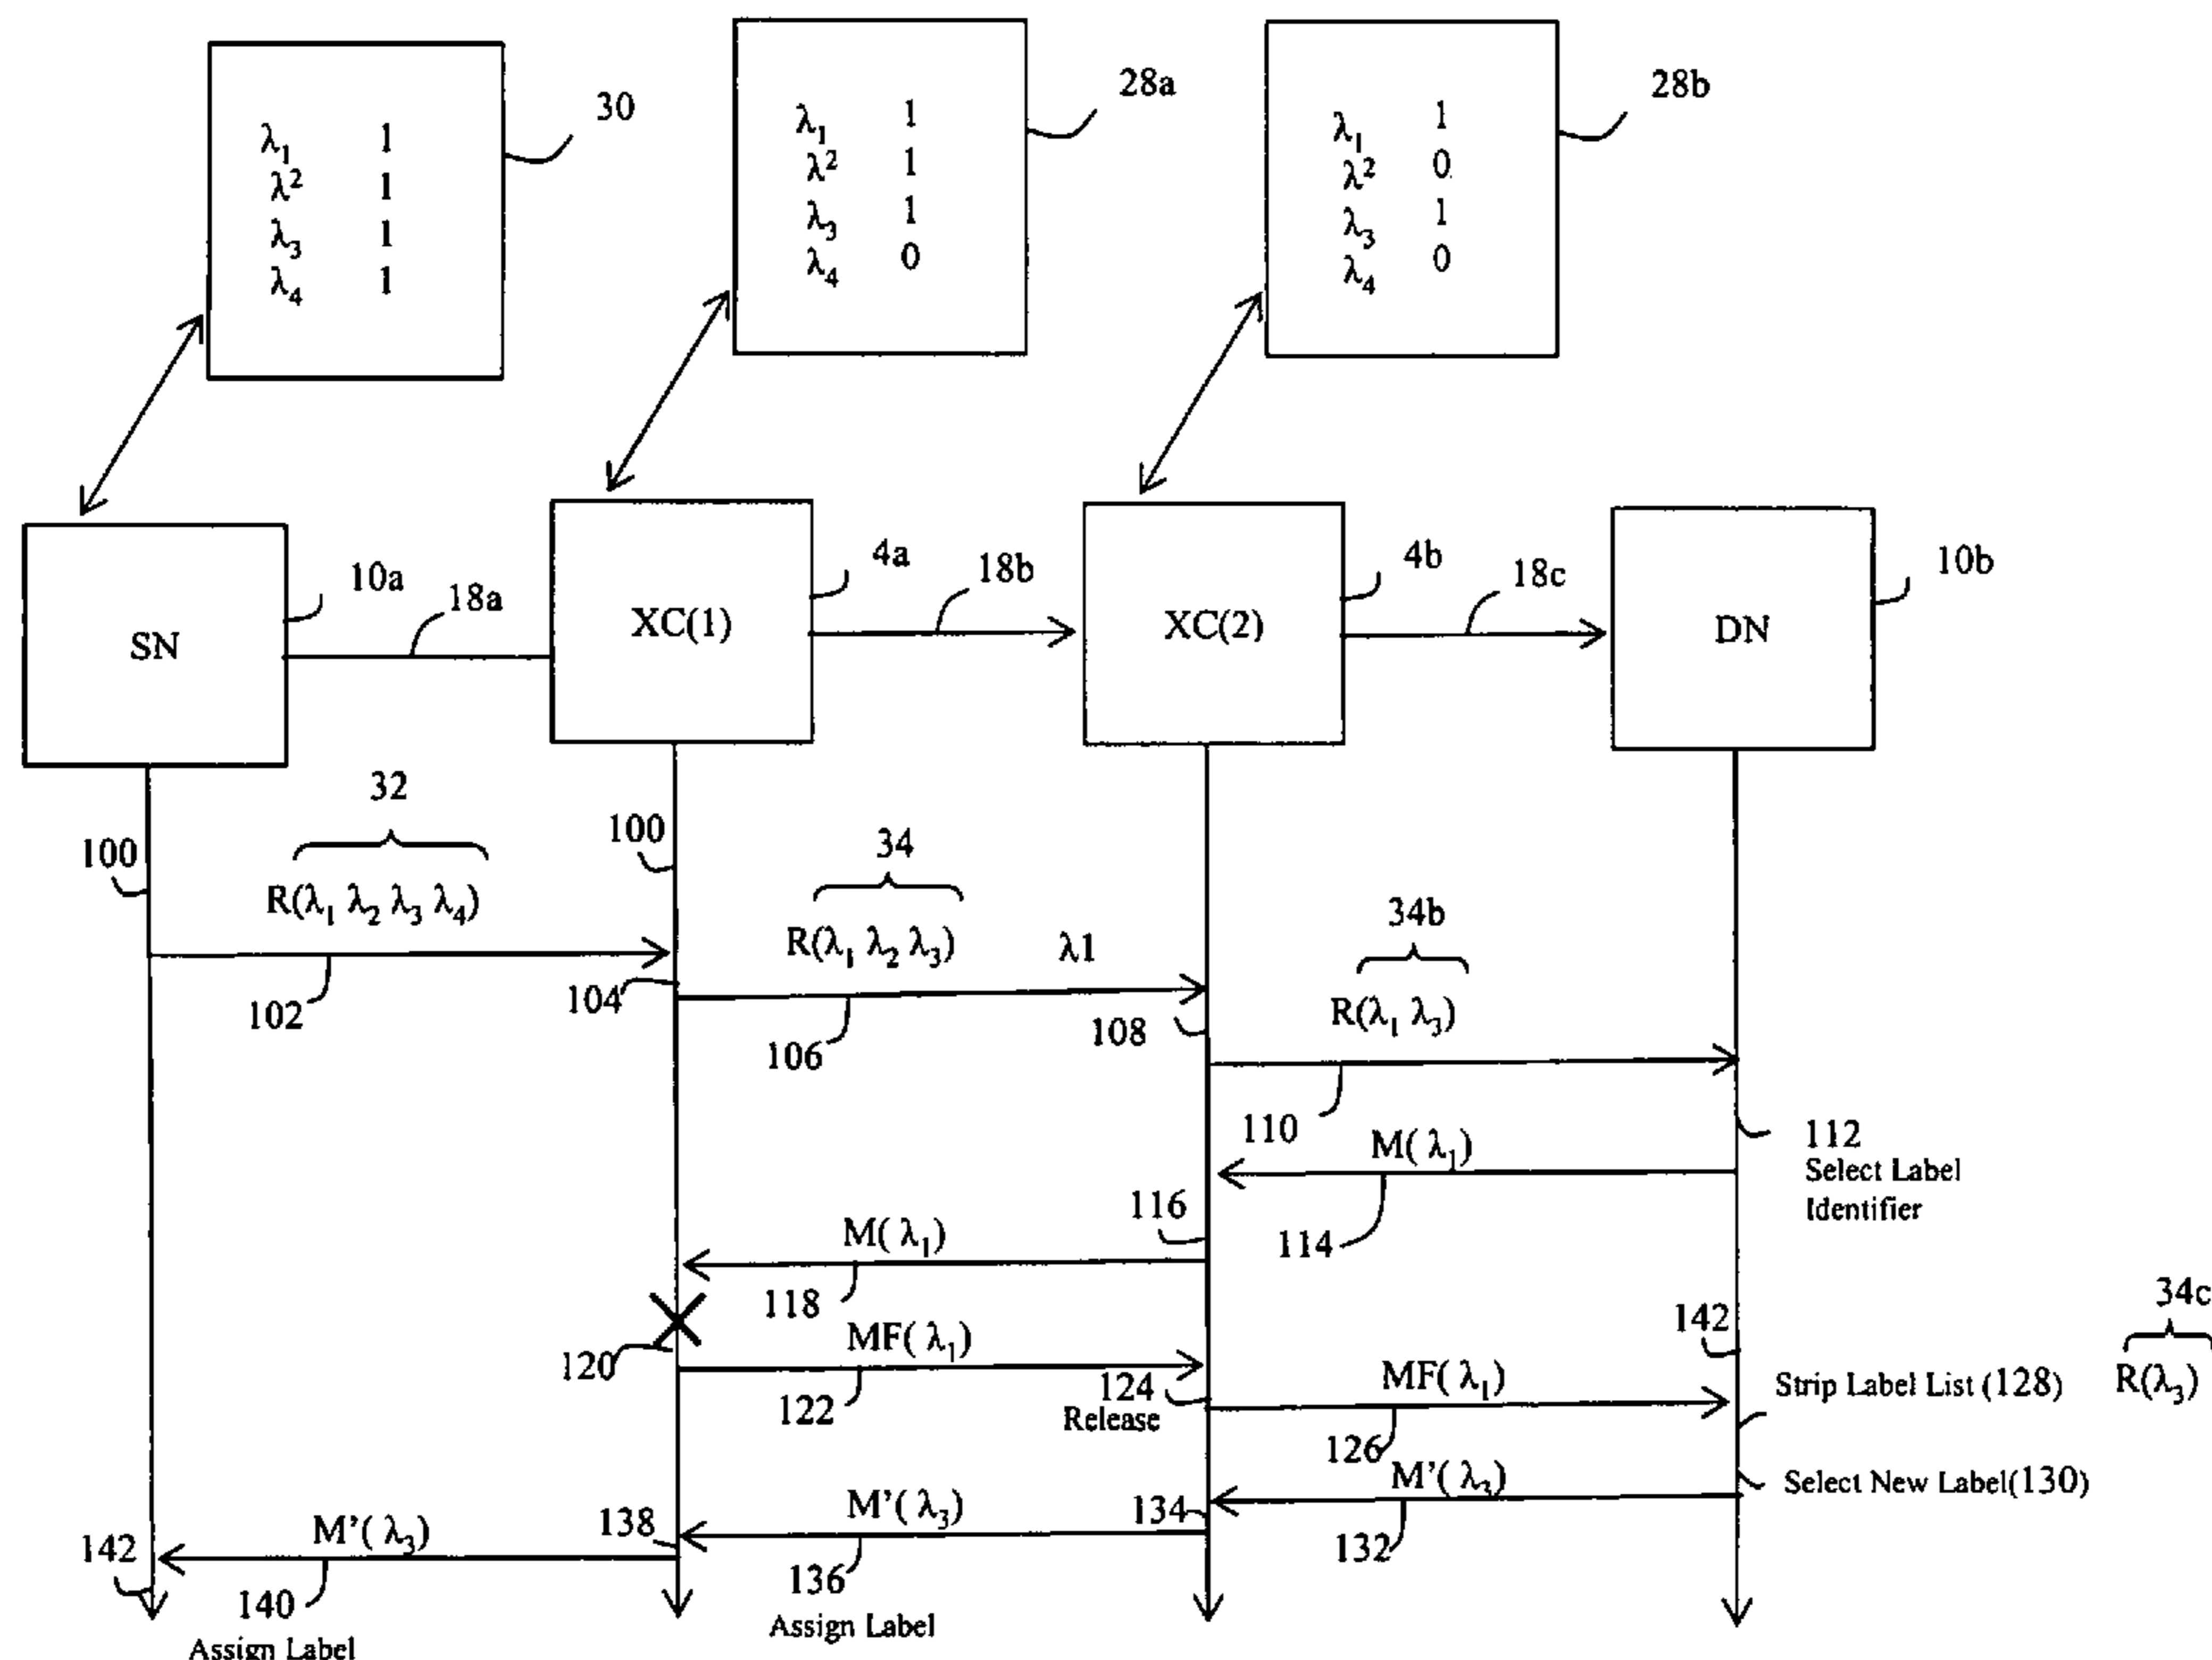 30
λ₁ 1
λ² 1
λ₃ 1
λ₄ 1
28a
λ₁ 1
λ² 1
λ₃ 1
λ₄ 0
28b
λ₁ 1
λ² 0
λ₃ 1
λ₄ 0
SN
10a
18a
XC(1)
4a
18b
XC(2)
4b
18c
DN
10b
32
100
R(λ₁ λ₂ λ₃ λ₄)
102
100
34
R(λ₁ λ₂ λ₃)
λ1
104
106
108
34b
R(λ₁ λ₃)
110
112
Select Label
Identifier
M(λ₁)
114
116
M(λ₁)
118
120
MF(λ₁)
122
124
Release
MF(λ₁)
126
142
Strip Label List (128)
34c
R(λ₃)
Select New Label(130)
M'(λ₃)
132
134
M'(λ₃)
136
Assign Label
138
M'(λ₃)
140
Assign Label
142